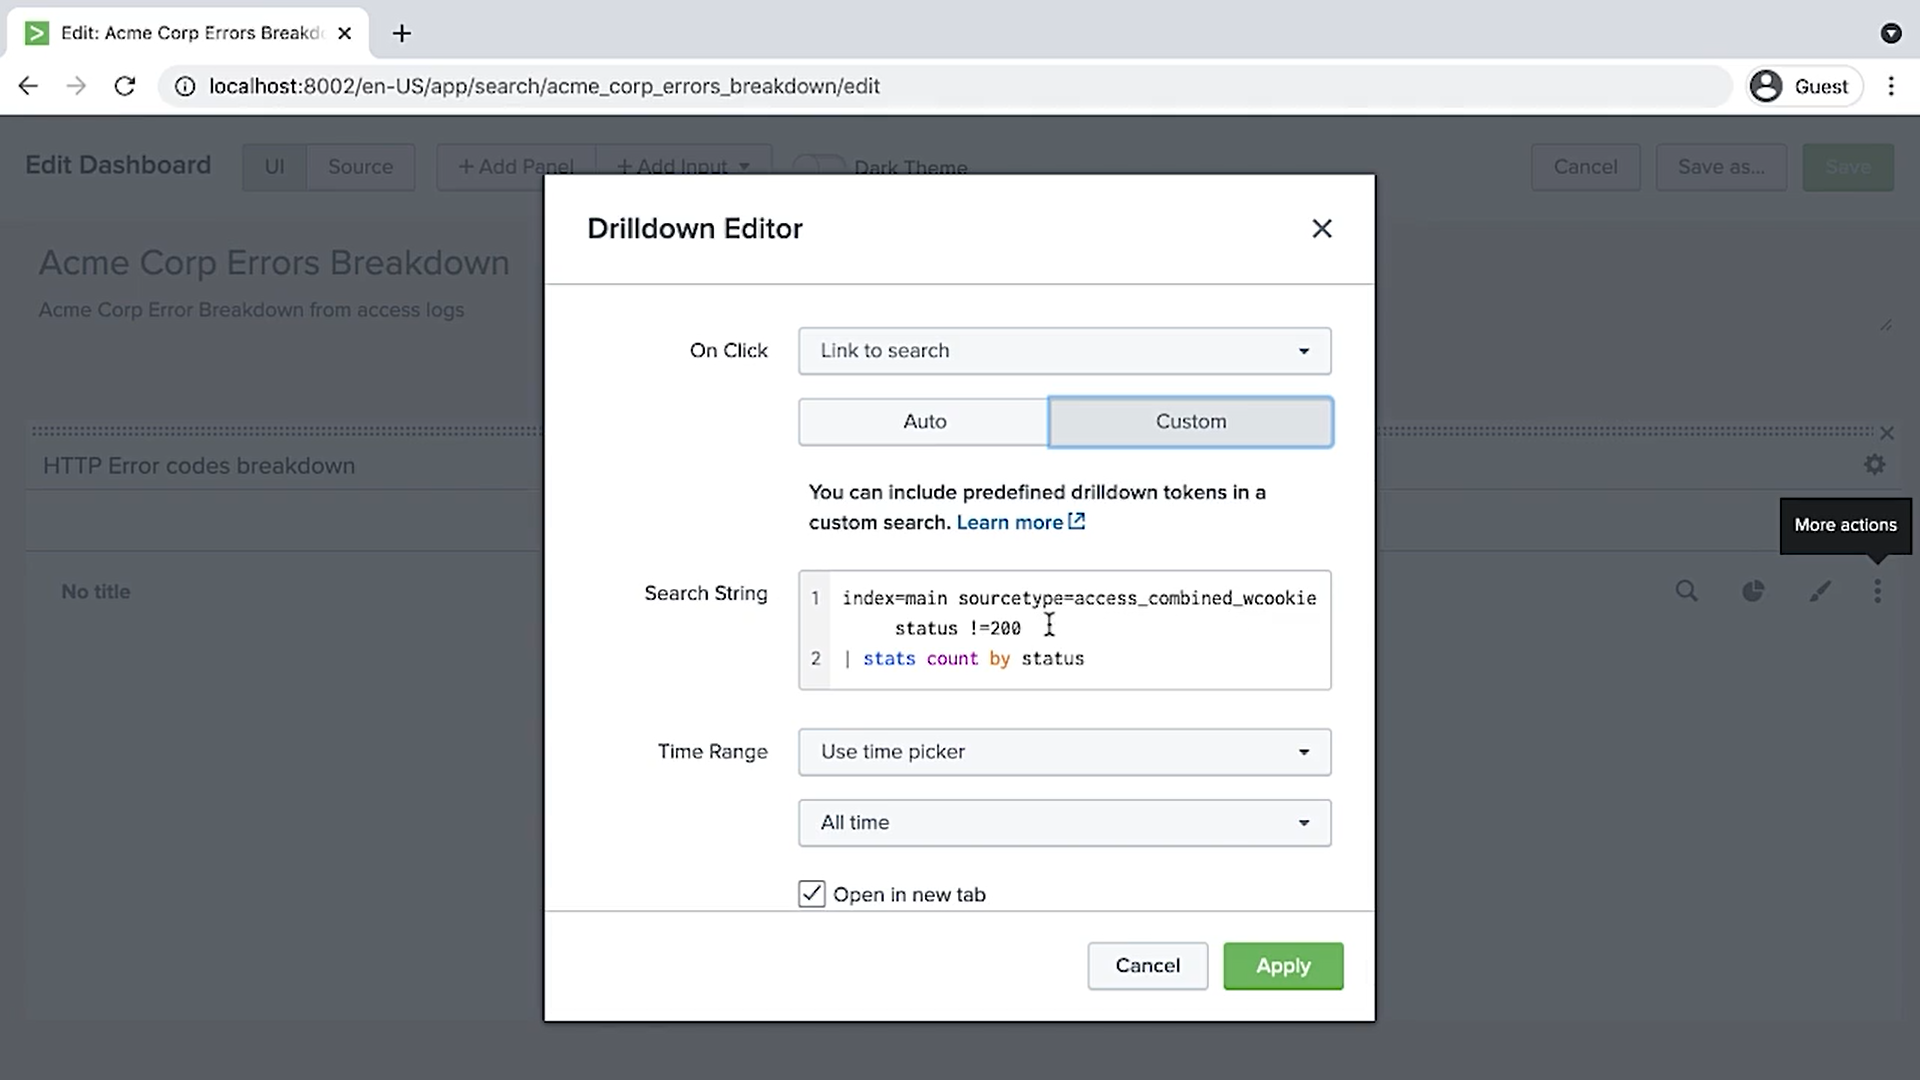 Edit: Acme Corp Errors Breakd
localhost:8002/en-US/app/search/acme_corp_errors_breakdown/edit
Guest
Edit Dashboard
UI
Source
+ Add Panel
+ Add Input
Dark Theme
Cancel
Save as...
Save
Acme Corp Errors Breakdown
Acme Corp Error Breakdown from access logs
HTTP Error codes breakdown
No title
More actions
Drilldown Editor
On Click
Link to search
Auto
Custom
You can include predefined drilldown tokens in a
custom search. Learn more
Search String
1 index=main sourcetype=access_combined_wcookie
status !=200
2 | stats count by status
Time Range
Use time picker
All time
Open in new tab
Cancel
Apply